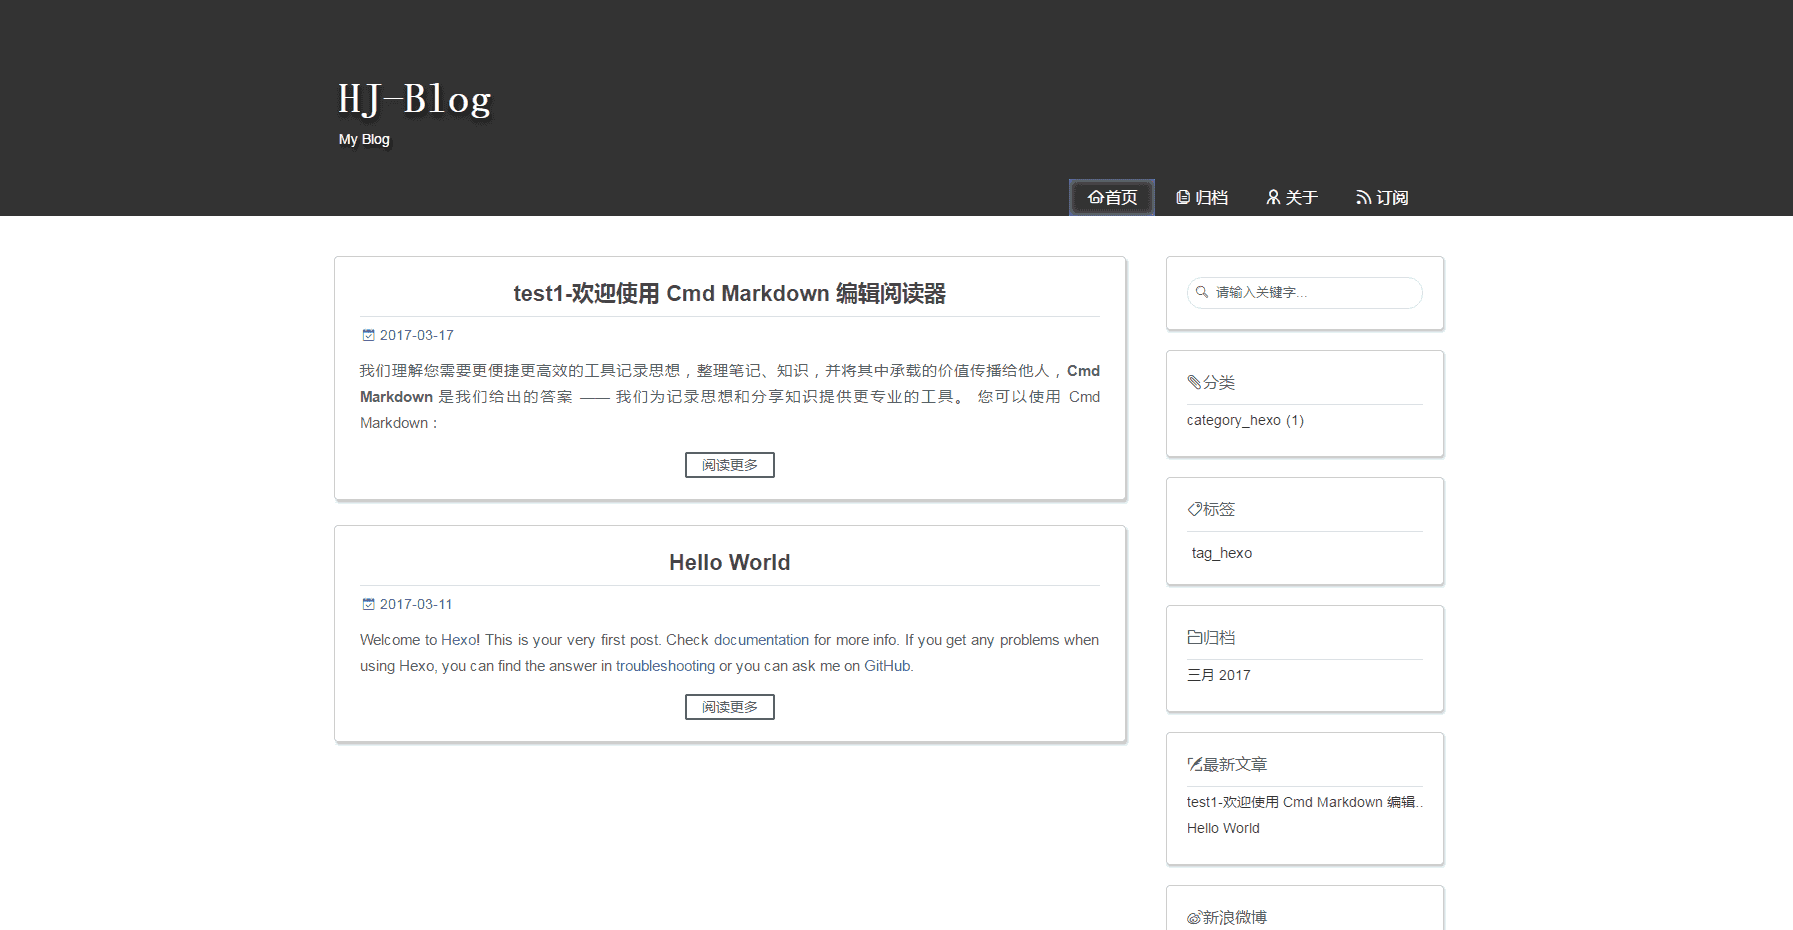 HJ-Blog
My Blog
首页 归档 关于 订阅
test1-欢迎使用 Cmd Markdown 编辑阅读器
2017-03-17
我们理解您需要更便捷更高效的工具记录思想，整理笔记、知识，并将其中承载的价值传播给他人，Cmd
Markdown 是我们给出的答案 —— 我们为记录思想和分享知识提供更专业的工具。 您可以使用 Cmd
Markdown：
阅读更多
Hello World
2017-03-11
Welcome to Hexo! This is your very first post. Check documentation for more info. If you get any problems when
using Hexo, you can find the answer in troubleshooting or you can ask me on GitHub.
阅读更多
请输入关键字...
分类
category_hexo (1)
标签
tag_hexo
归档
三月 2017
最新文章
test1-欢迎使用 Cmd Markdown 编辑..
Hello World
新浪微博